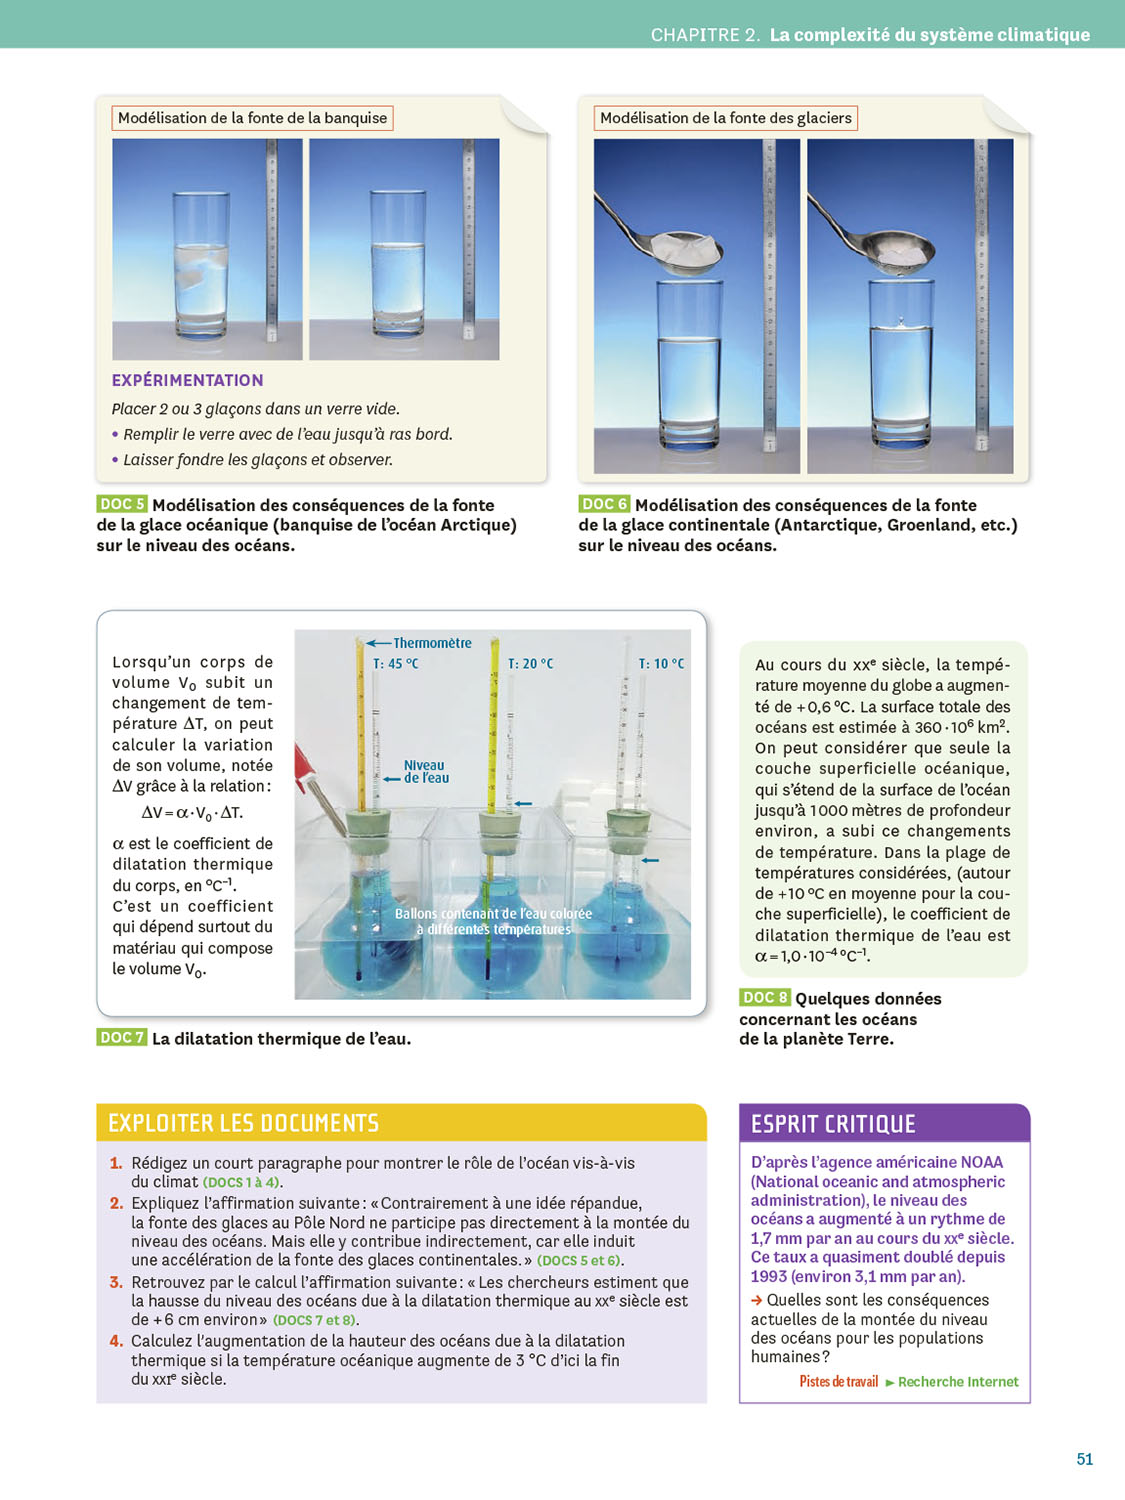 CHAPITRE 2. La complexité du système climatique
Modélisation de la fonte de la banquise
EXPÉRIMENTATION
Placer 2 ou 3 glaçons dans un verre vide.
• Remplir le verre avec de l'eau jusqu'à ras bord.
• Laisser fondre les glaçons et observer.
DOC 5 Modélisation des conséquences de la fonte
de la glace océanique (banquise de l'océan Arctique)
sur le niveau des océans.
Modélisation de la fonte des glaciers
DOC 6 Modélisation des conséquences de la fonte
de la glace continentale (Antarctique, Groenland, etc.)
sur le niveau des océans.
Lorsqu'un corps de
volume V₀ subit un
changement de tem-
pérature ΔT, on peut
calculer la variation
de son volume, notée
ΔV grâce à la relation :
ΔV = α · V₀ · ΔT.
α est le coefficient de
dilatation thermique
du corps, en °C⁻¹.
C'est un coefficient
qui dépend surtout du
matériau qui compose
le volume V₀.
Thermomètre
T : 45 °C
T : 20 °C
T : 10 °C
Niveau
de l'eau
Ballons contenant de l'eau colorée
à différentes températures
DOC 7 La dilatation thermique de l'eau.
Au cours du XXᵉ siècle, la tempé-
rature moyenne du globe a augmen-
té de + 0,6 °C. La surface totale des
océans est estimée à 360 · 10⁶ km².
On peut considérer que seule la
couche superficielle océanique,
qui s'étend de la surface de l'océan
jusqu'à 1 000 mètres de profondeur
environ, a subi ce changements
de température. Dans la plage de
températures considérées, (autour
de + 10 °C en moyenne pour la cou-
che superficielle), le coefficient de
dilatation thermique de l'eau est
α = 1,0 · 10⁻⁴ °C⁻¹.
DOC 8 Quelques données
concernant les océans
de la planète Terre.
EXPLOITER LES DOCUMENTS
1. Rédigez un court paragraphe pour montrer le rôle de l'océan vis-à-vis
du climat (DOCS 1 à 4).
2. Expliquez l'affirmation suivante : « Contrairement à une idée répandue,
la fonte des glaces au Pôle Nord ne participe pas directement à la montée du
niveau des océans. Mais elle y contribue indirectement, car elle induit
une accélération de la fonte des glaces continentales. » (DOCS 5 et 6).
3. Retrouvez par le calcul l'affirmation suivante : « Les chercheurs estiment que
la hausse du niveau des océans due à la dilatation thermique au XXᵉ siècle est
de + 6 cm environ » (DOCS 7 et 8).
4. Calculez l'augmentation de la hauteur des océans due à la dilatation
thermique si la température océanique augmente de 3 °C d'ici la fin
du XXIᵉ siècle.
ESPRIT CRITIQUE
D'après l'agence américaine NOAA
(National oceanic and atmospheric
administration), le niveau des
océans a augmenté à un rythme de
1,7 mm par an au cours du XXᵉ siècle.
Ce taux a quasiment doublé depuis
1993 (environ 3,1 mm par an).
→ Quelles sont les conséquences
actuelles de la montée du niveau
des océans pour les populations
humaines ?
Pistes de travail ► Recherche Internet
51